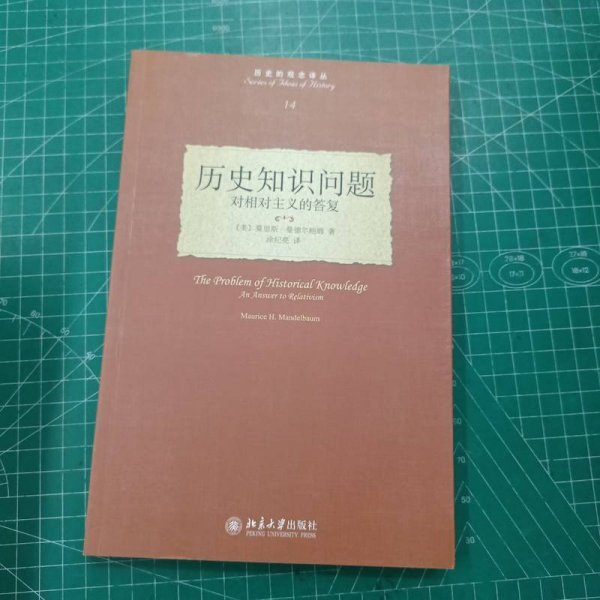 历史的观念译丛
Series of Ideas of History
14
历史知识问题
对相对主义的答复
〔美〕莫里斯·曼德尔鲍姆 著
涂纪亮 译
The Problem of Historical Knowledge
An Answer to Relativism
Maurice H. Mandelbaum
北京大学出版社
PEKING UNIVERSITY PRESS